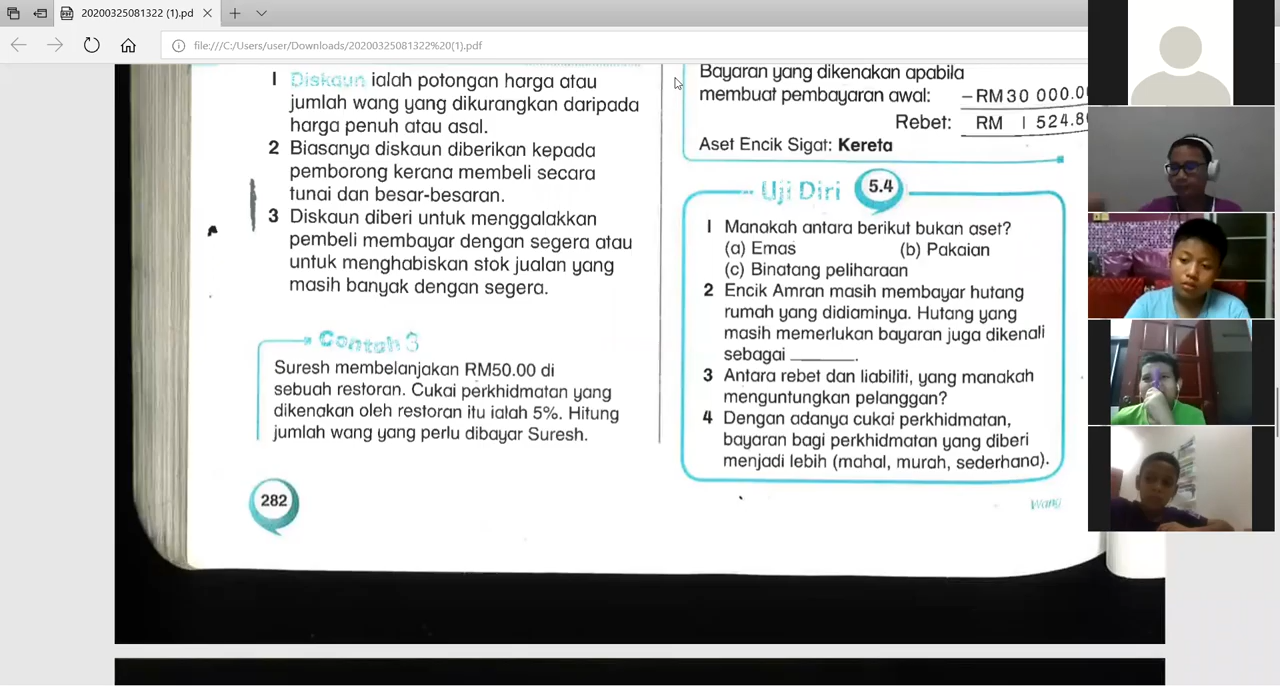 20200325081322 (1).pd
file:///C:/Users/user/Downloads/20200325081322%20(1).pdf
1 Diskaun ialah potongan harga atau
jumlah wang yang dikurangkan daripada
harga penuh atau asal.
2 Biasanya diskaun diberikan kepada
pemborong kerana membeli secara
tunai dan besar-besaran.
3 Diskaun diberi untuk menggalakkan
pembeli membayar dengan segera atau
untuk menghabiskan stok jualan yang
masih banyak dengan segera.
Contoh 3
Suresh membelanjakan RM50.00 di
sebuah restoran. Cukai perkhidmatan yang
dikenakan oleh restoran itu ialah 5%. Hitung
jumlah wang yang perlu dibayar Suresh.
282
Bayaran yang dikenakan apabila
membuat pembayaran awal: –RM30 000.0
Rebet: RM 1 524.8
Aset Encik Sigat: Kereta
Uji Diri 5.4
1 Manakah antara berikut bukan aset?
(a) Emas (b) Pakaian
(c) Binatang peliharaan
2 Encik Amran masih membayar hutang
rumah yang didiaminya. Hutang yang
masih memerlukan bayaran juga dikenali
sebagai ______.
3 Antara rebet dan liabiliti, yang manakah
menguntungkan pelanggan?
4 Dengan adanya cukai perkhidmatan,
bayaran bagi perkhidmatan yang diberi
menjadi lebih (mahal, murah, sederhana).
Wang